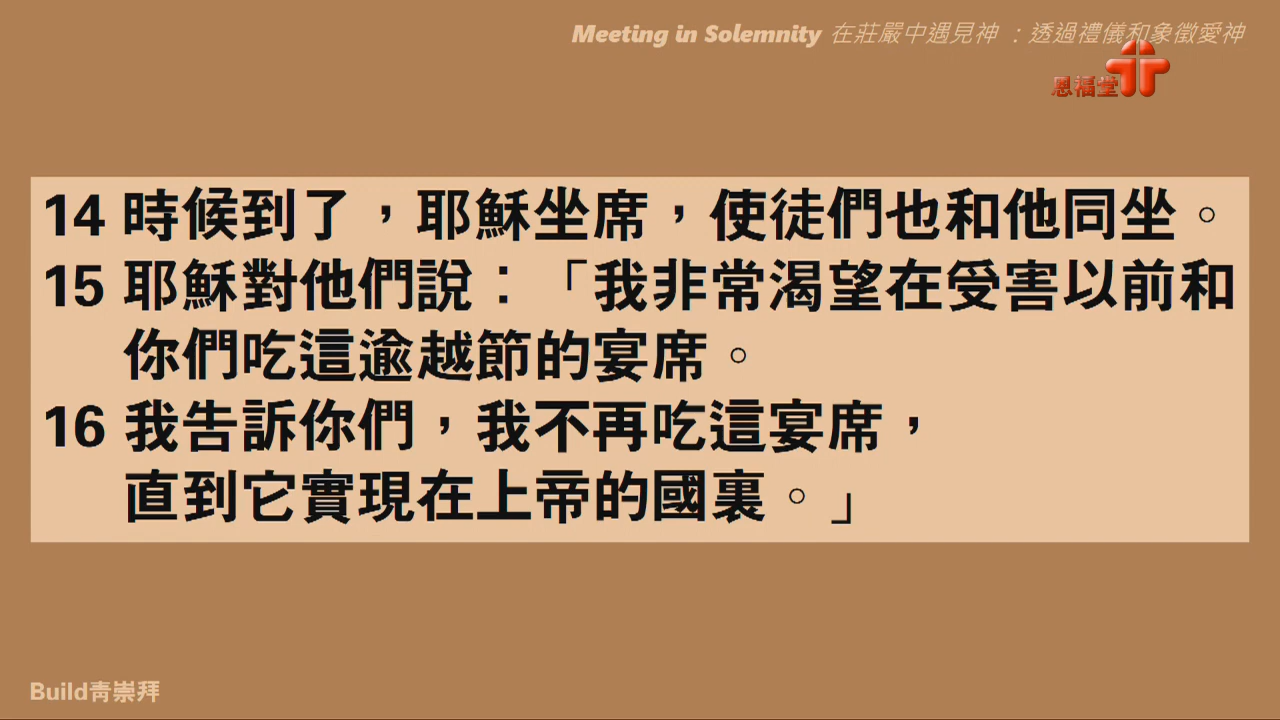 Meeting in Solemnity 在莊嚴中遇見神 ：透過禮儀和象徵愛神
恩福堂
14 時候到了，耶穌坐席，使徒們也和他同坐。
15 耶穌對他們說：「我非常渴望在受害以前和
你們吃這逾越節的宴席。
16 我告訴你們，我不再吃這宴席，
直到它實現在上帝的國裏。」
Build青崇拜